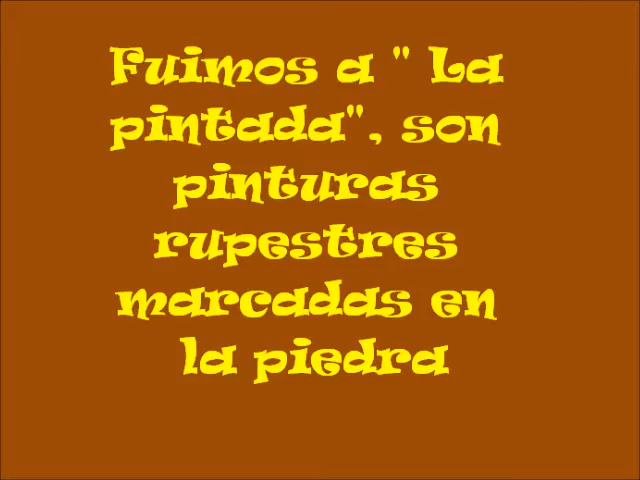 Fuimos a " La
pintada", son
pinturas
rupestres
marcadas en
la piedra